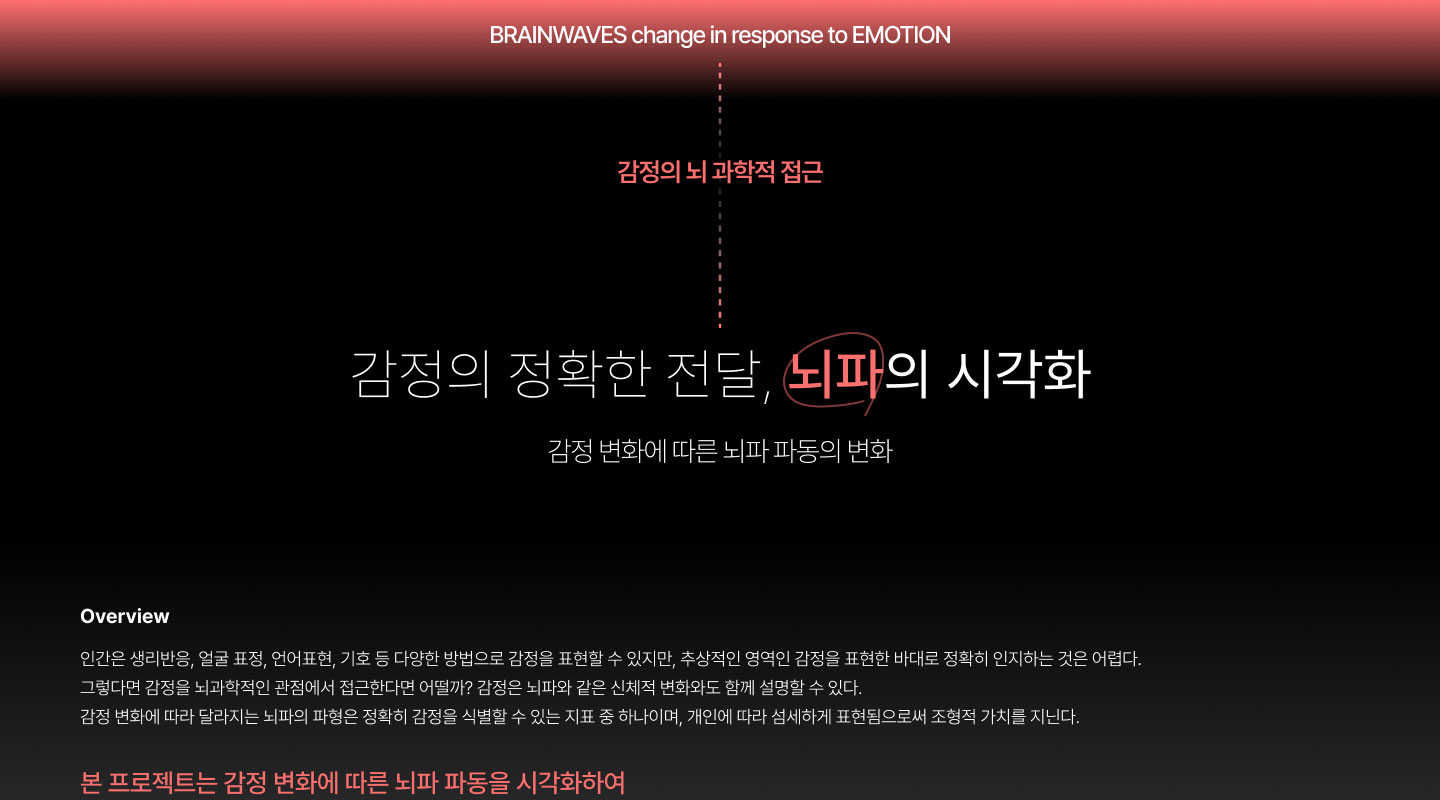 BRAINWAVES change in response to EMOTION
감정의 뇌 과학적 접근
감정의 정확한 전달, 뇌파의 시각화
감정 변화에 따른 뇌파 파동의 변화
Overview
인간은 생리반응, 얼굴 표정, 언어표현, 기호 등 다양한 방법으로 감정을 표현할 수 있지만, 추상적인 영역인 감정을 표현한 바대로 정확히 인지하는 것은 어렵다.
그렇다면 감정을 뇌과학적인 관점에서 접근한다면 어떨까? 감정은 뇌파와 같은 신체적 변화와도 함께 설명할 수 있다.
감정 변화에 따라 달라지는 뇌파의 파형은 정확히 감정을 식별할 수 있는 지표 중 하나이며, 개인에 따라 섬세하게 표현됨으로써 조형적 가치를 지닌다.
본 프로젝트는 감정 변화에 따른 뇌파 파동을 시각화하여